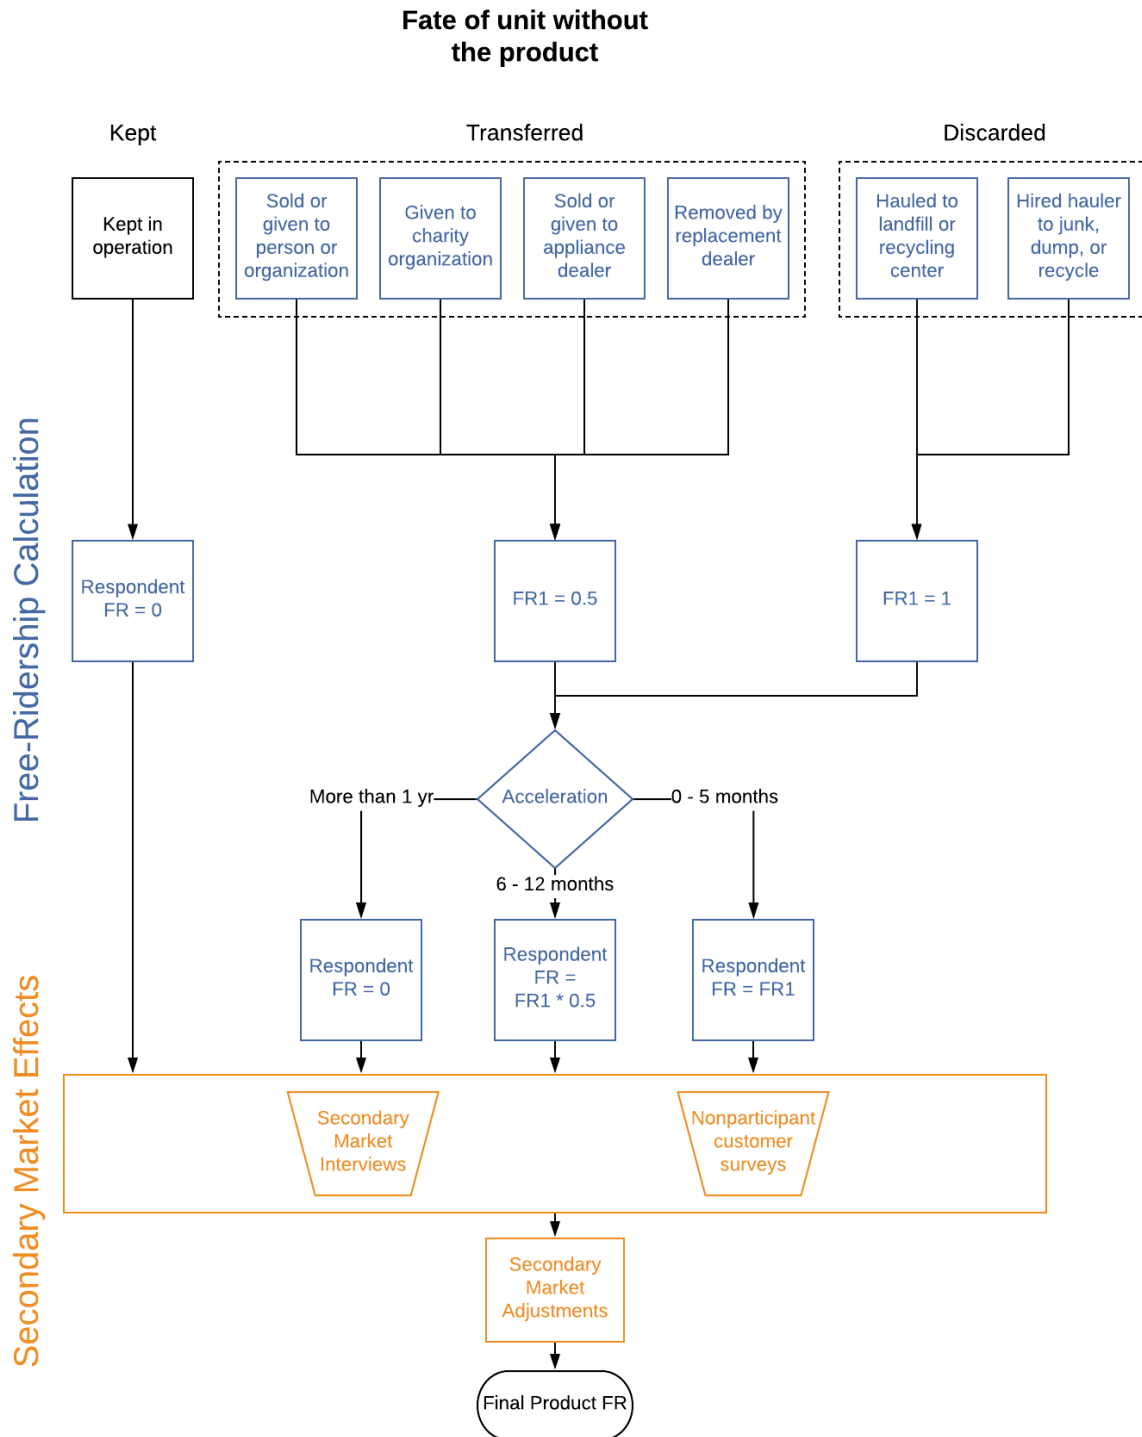 Fate of unit without
the product
Kept
Transferred
Discarded
Kept in
operation
Sold or
given to
person or
organization
Given to
charity
organization
Sold or
given to
appliance
dealer
Removed by
replacement
dealer
Hauled to
landfill or
recycling
center
Hired hauler
to junk,
dump, or
recycle
Free-Ridership Calculation
Respondent
FR = 0
FR1 = 0.5
FR1 = 1
More than 1 yr
Acceleration
0 - 5 months
6 - 12 months
Respondent
FR = 0
Respondent
FR =
FR1 * 0.5
Respondent
FR = FR1
Secondary Market Effects
Secondary
Market
Interviews
Nonparticipant
customer
surveys
Secondary
Market
Adjustments
Final Product FR